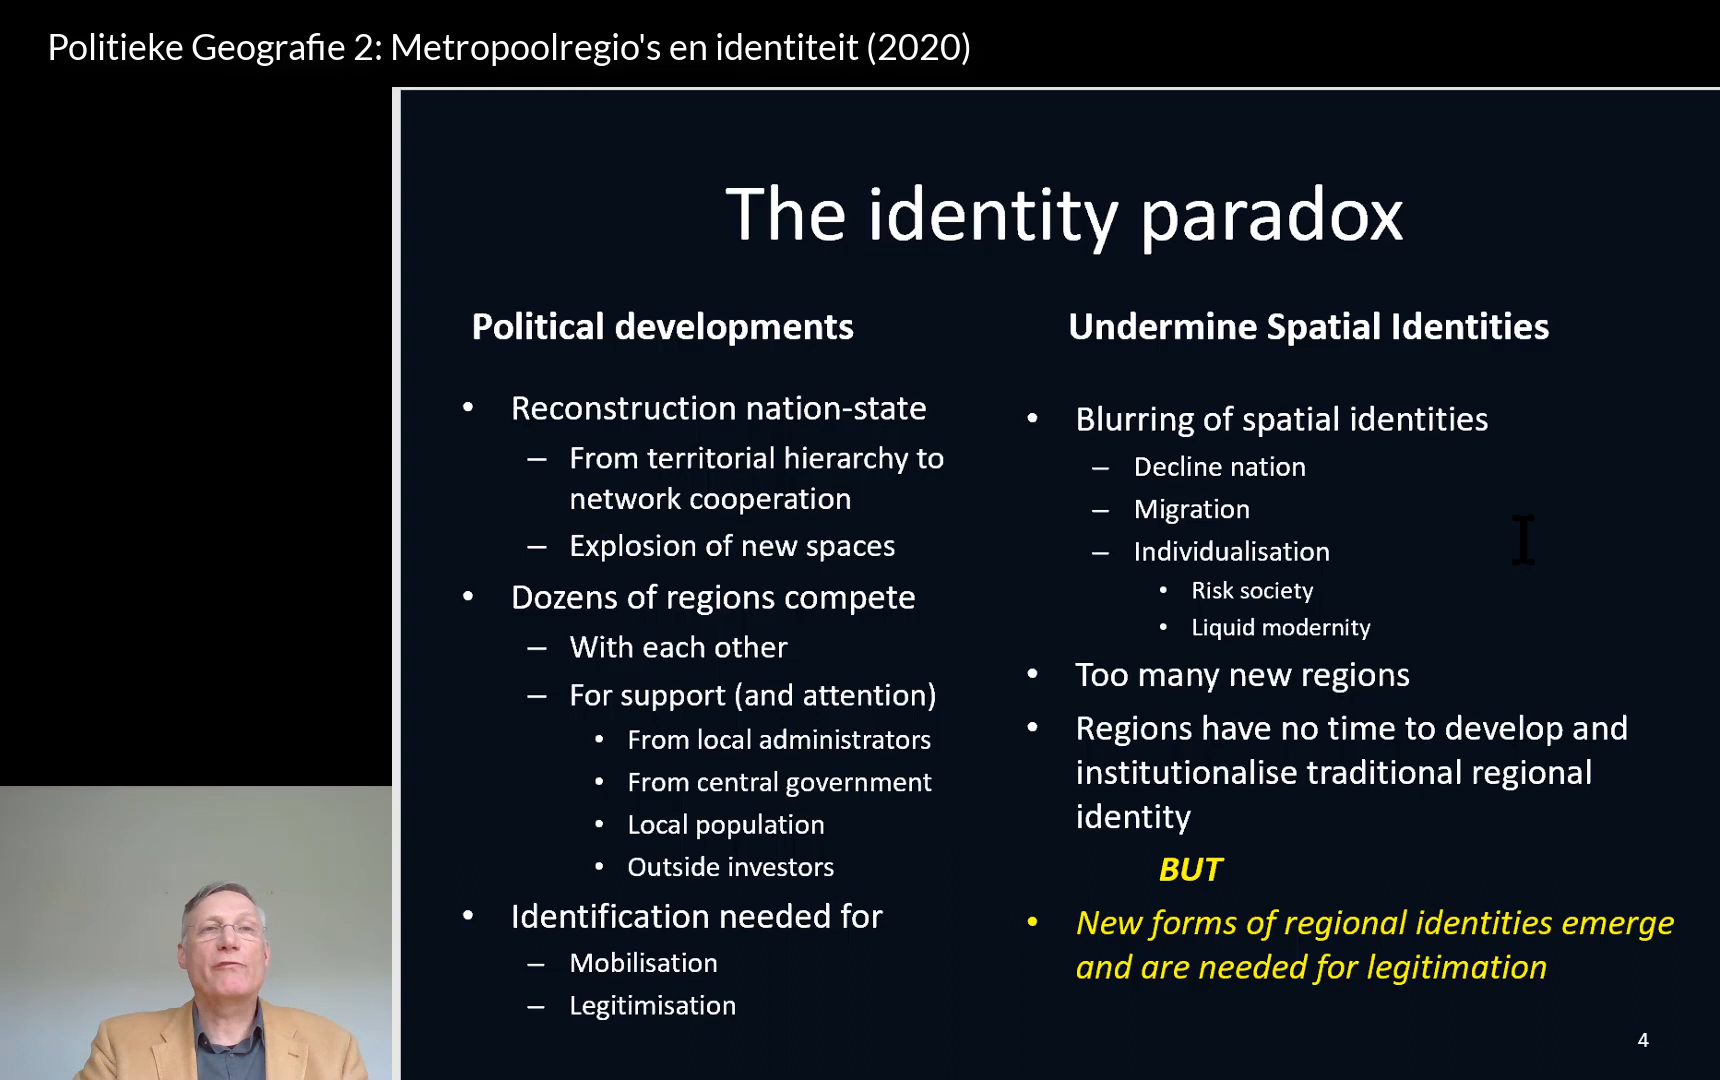 Politieke Geografie 2: Metropoolregio's en identiteit (2020)
The identity paradox
Political developments
• Reconstruction nation-state
– From territorial hierarchy to
network cooperation
– Explosion of new spaces
• Dozens of regions compete
– With each other
– For support (and attention)
• From local administrators
• From central government
• Local population
• Outside investors
• Identification needed for
– Mobilisation
– Legitimisation
Undermine Spatial Identities
• Blurring of spatial identities
– Decline nation
– Migration
– Individualisation
• Risk society
• Liquid modernity
• Too many new regions
• Regions have no time to develop and
institutionalise traditional regional
identity
BUT
• New forms of regional identities emerge
and are needed for legitimation
4